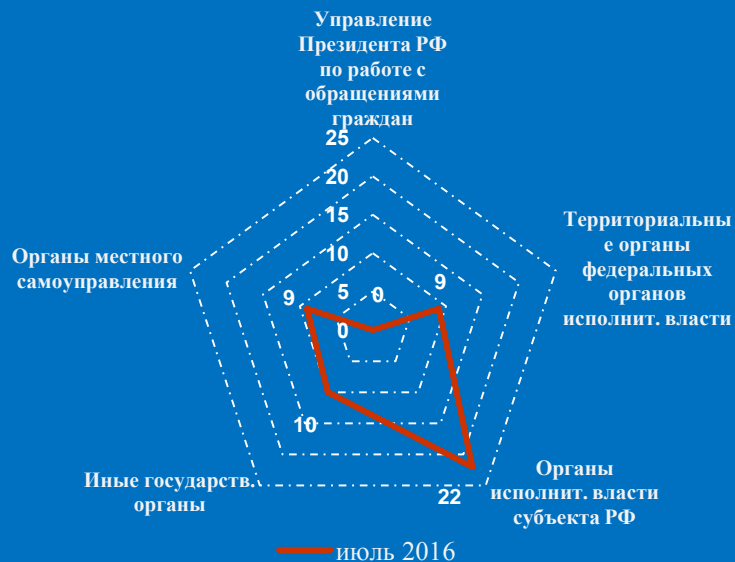 Управление
Президента РФ
по работе с
обращениями
граждан
25
20
15
10
5
0
0
Территориальны
е органы
федеральных
органов
исполнит. власти
9
Органы
исполнит. власти
субъекта РФ
22
Иные государств.
органы
10
Органы местного
самоуправления
9
июль 2016